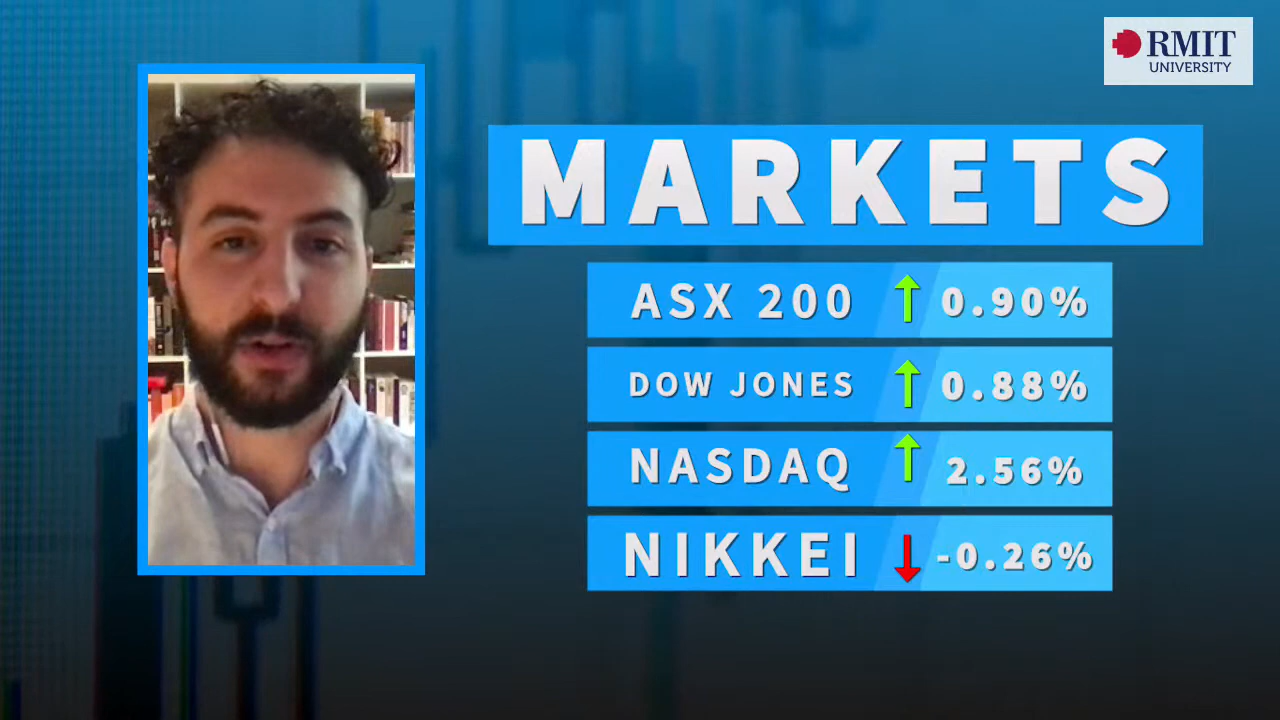 RMIT
UNIVERSITY
MARKETS
ASX 200 ↑ 0.90%
DOW JONES ↑ 0.88%
NASDAQ ↑ 2.56%
NIKKEI ↓ -0.26%